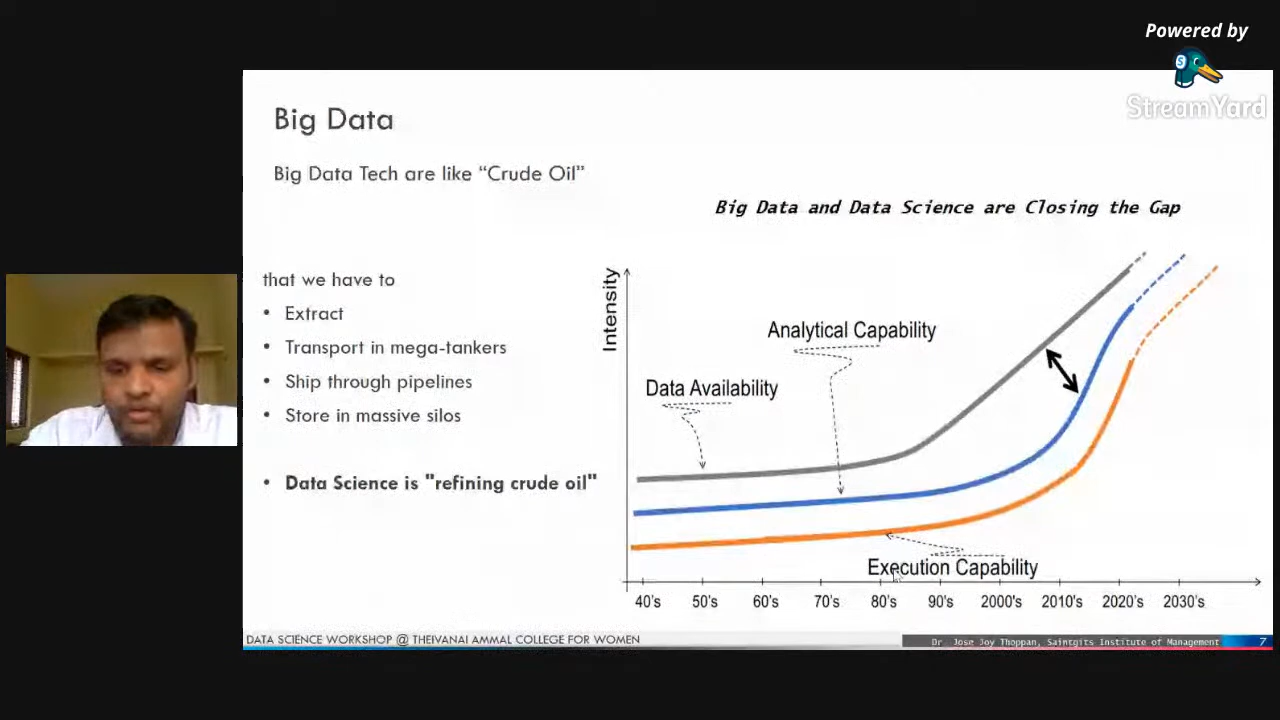 Powered by
StreamYard
Big Data
Big Data Tech are like “Crude Oil”
that we have to
• Extract
• Transport in mega-tankers
• Ship through pipelines
• Store in massive silos
• Data Science is "refining crude oil"
Big Data and Data Science are Closing the Gap
Intensity
Analytical Capability
Data Availability
Execution Capability
40's 50's 60's 70's 80's 90's 2000's 2010's 2020's 2030's
DATA SCIENCE WORKSHOP @ THEIVANAI AMMAL COLLEGE FOR WOMEN
Dr. Jose Joy Thoppan, Saintgits Institute of Management
7